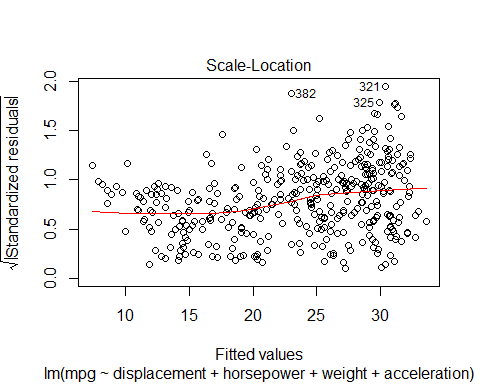 Scale-Location
√|Standardized residuals|
2.0
1.5
1.0
0.5
0.0
382
321
325
10 15 20 25 30
Fitted values
lm(mpg ~ displacement + horsepower + weight + acceleration)